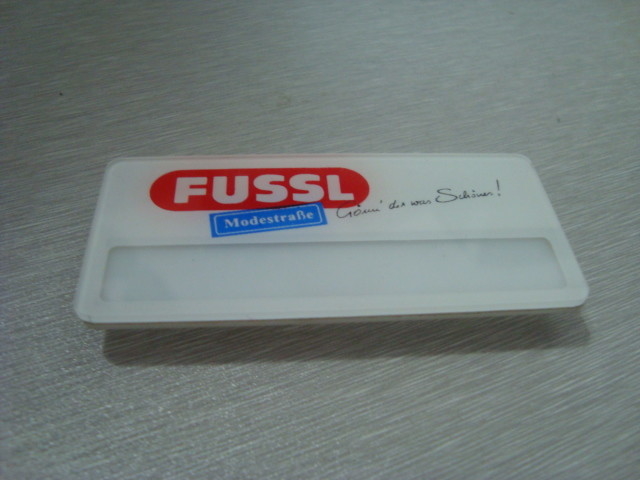 FUSSL
Modestraße
Gönn' dir was Schönes!